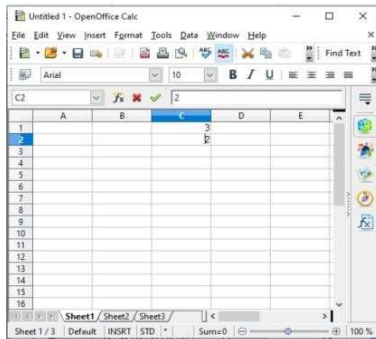 Untitled 1 - OpenOffice Calc
File Edit View Insert Format Tools Data Window Help
Find Text
Arial 10 B I U
C2 2
A B C D E
1 3
2 2
3
4
5
6
7
8
9
10
11
12
13
14
15
16
Sheet1 Sheet2 Sheet3
Sheet 1 / 3 Default INSRT STD * Sum=0 100 %